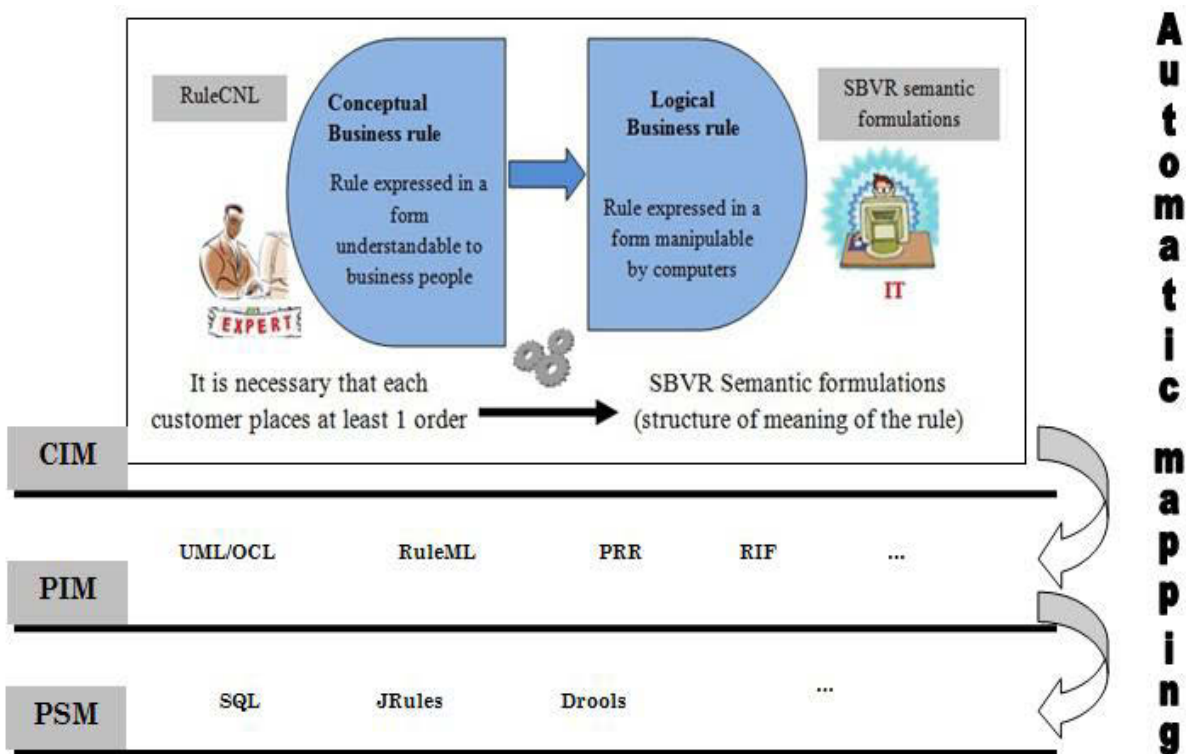 RuleCNL
Conceptual
Business rule
Rule expressed in a
form
understandable to
business people
Logical
Business rule
Rule expressed in a
form manipulable
by computers
SBVR semantic
formulations
EXPERT
IT
It is necessary that each
customer places at least 1 order
SBVR Semantic formulations
(structure of meaning of the rule)
CIM
UML/OCL RuleML PRR RIF ...
PIM
SQL JRules Drools ...
PSM
Automatic mapping